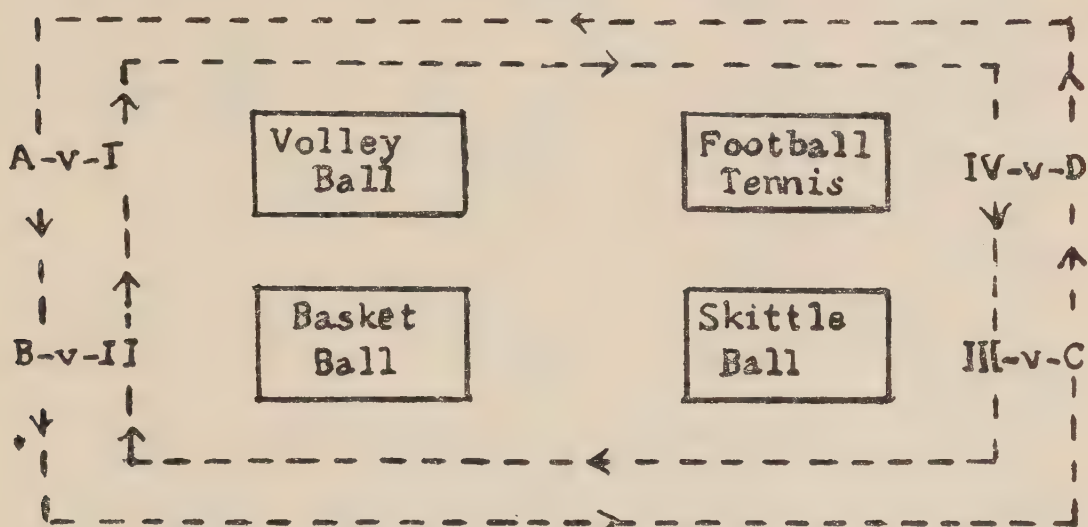 A-v-I
Volley
Ball
Football
Tennis
IV-v-D
B-v-II
Basket
Ball
Skittle
Ball
III-v-C